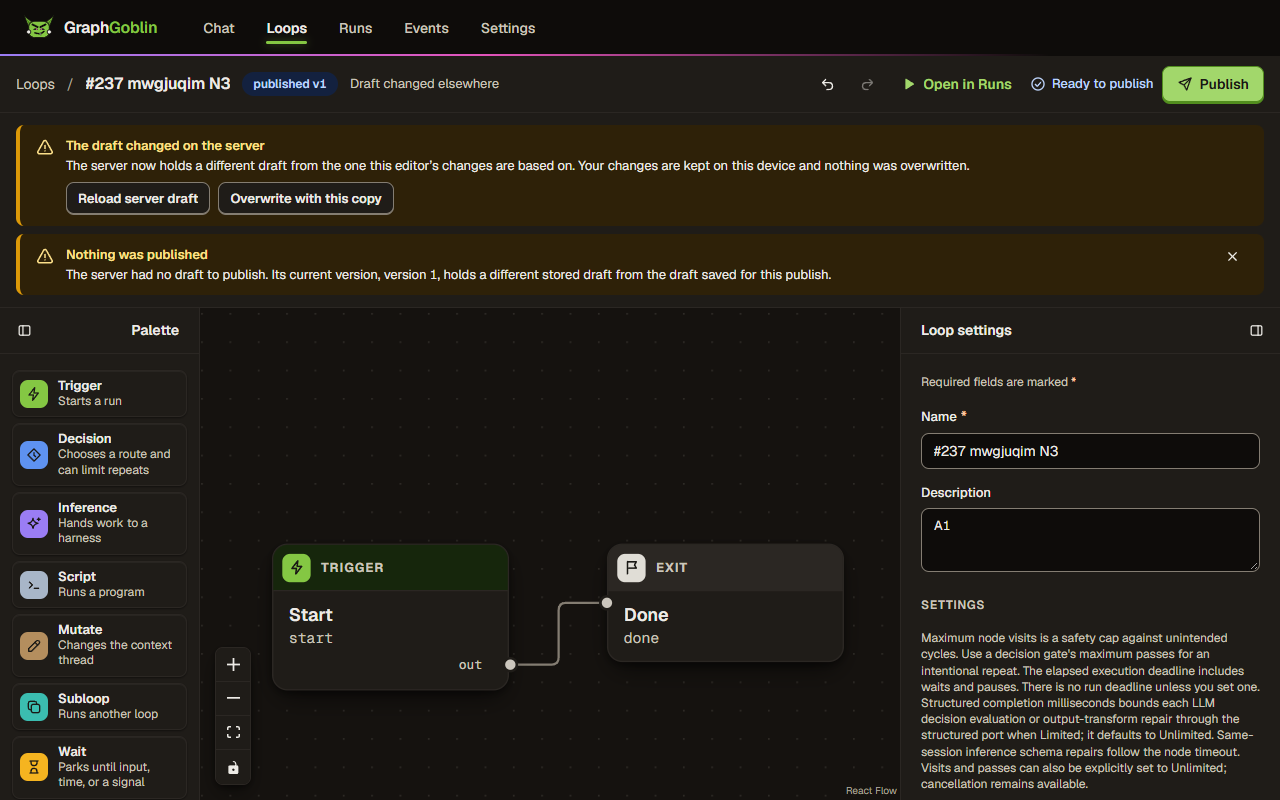 GraphGoblin
Chat
Loops
Runs
Events
Settings
Loops / #237 mwgjuqim N3
published v1
Draft changed elsewhere
Open in Runs
Ready to publish
Publish
The draft changed on the server
The server now holds a different draft from the one this editor's changes are based on. Your changes are kept on this device and nothing was overwritten.
Reload server draft
Overwrite with this copy
Nothing was published
The server had no draft to publish. Its current version, version 1, holds a different stored draft from the draft saved for this publish.
Palette
Trigger
Starts a run
Decision
Chooses a route and
can limit repeats
Inference
Hands work to a
harness
Script
Runs a program
Mutate
Changes the context
thread
Subloop
Runs another loop
Wait
Parks until input,
time, or a signal
TRIGGER
Start
start
out
EXIT
Done
done
React Flow
Loop settings
Required fields are marked *
Name *
#237 mwgjuqim N3
Description
A1
SETTINGS
Maximum node visits is a safety cap against unintended
cycles. Use a decision gate's maximum passes for an
intentional repeat. The elapsed execution deadline includes
waits and pauses. There is no run deadline unless you set one.
Structured completion milliseconds bounds each LLM
decision evaluation or output-transform repair through the
structured port when Limited; it defaults to Unlimited. Same-
session inference schema repairs follow the node timeout.
Visits and passes can also be explicitly set to Unlimited;
cancellation remains available.